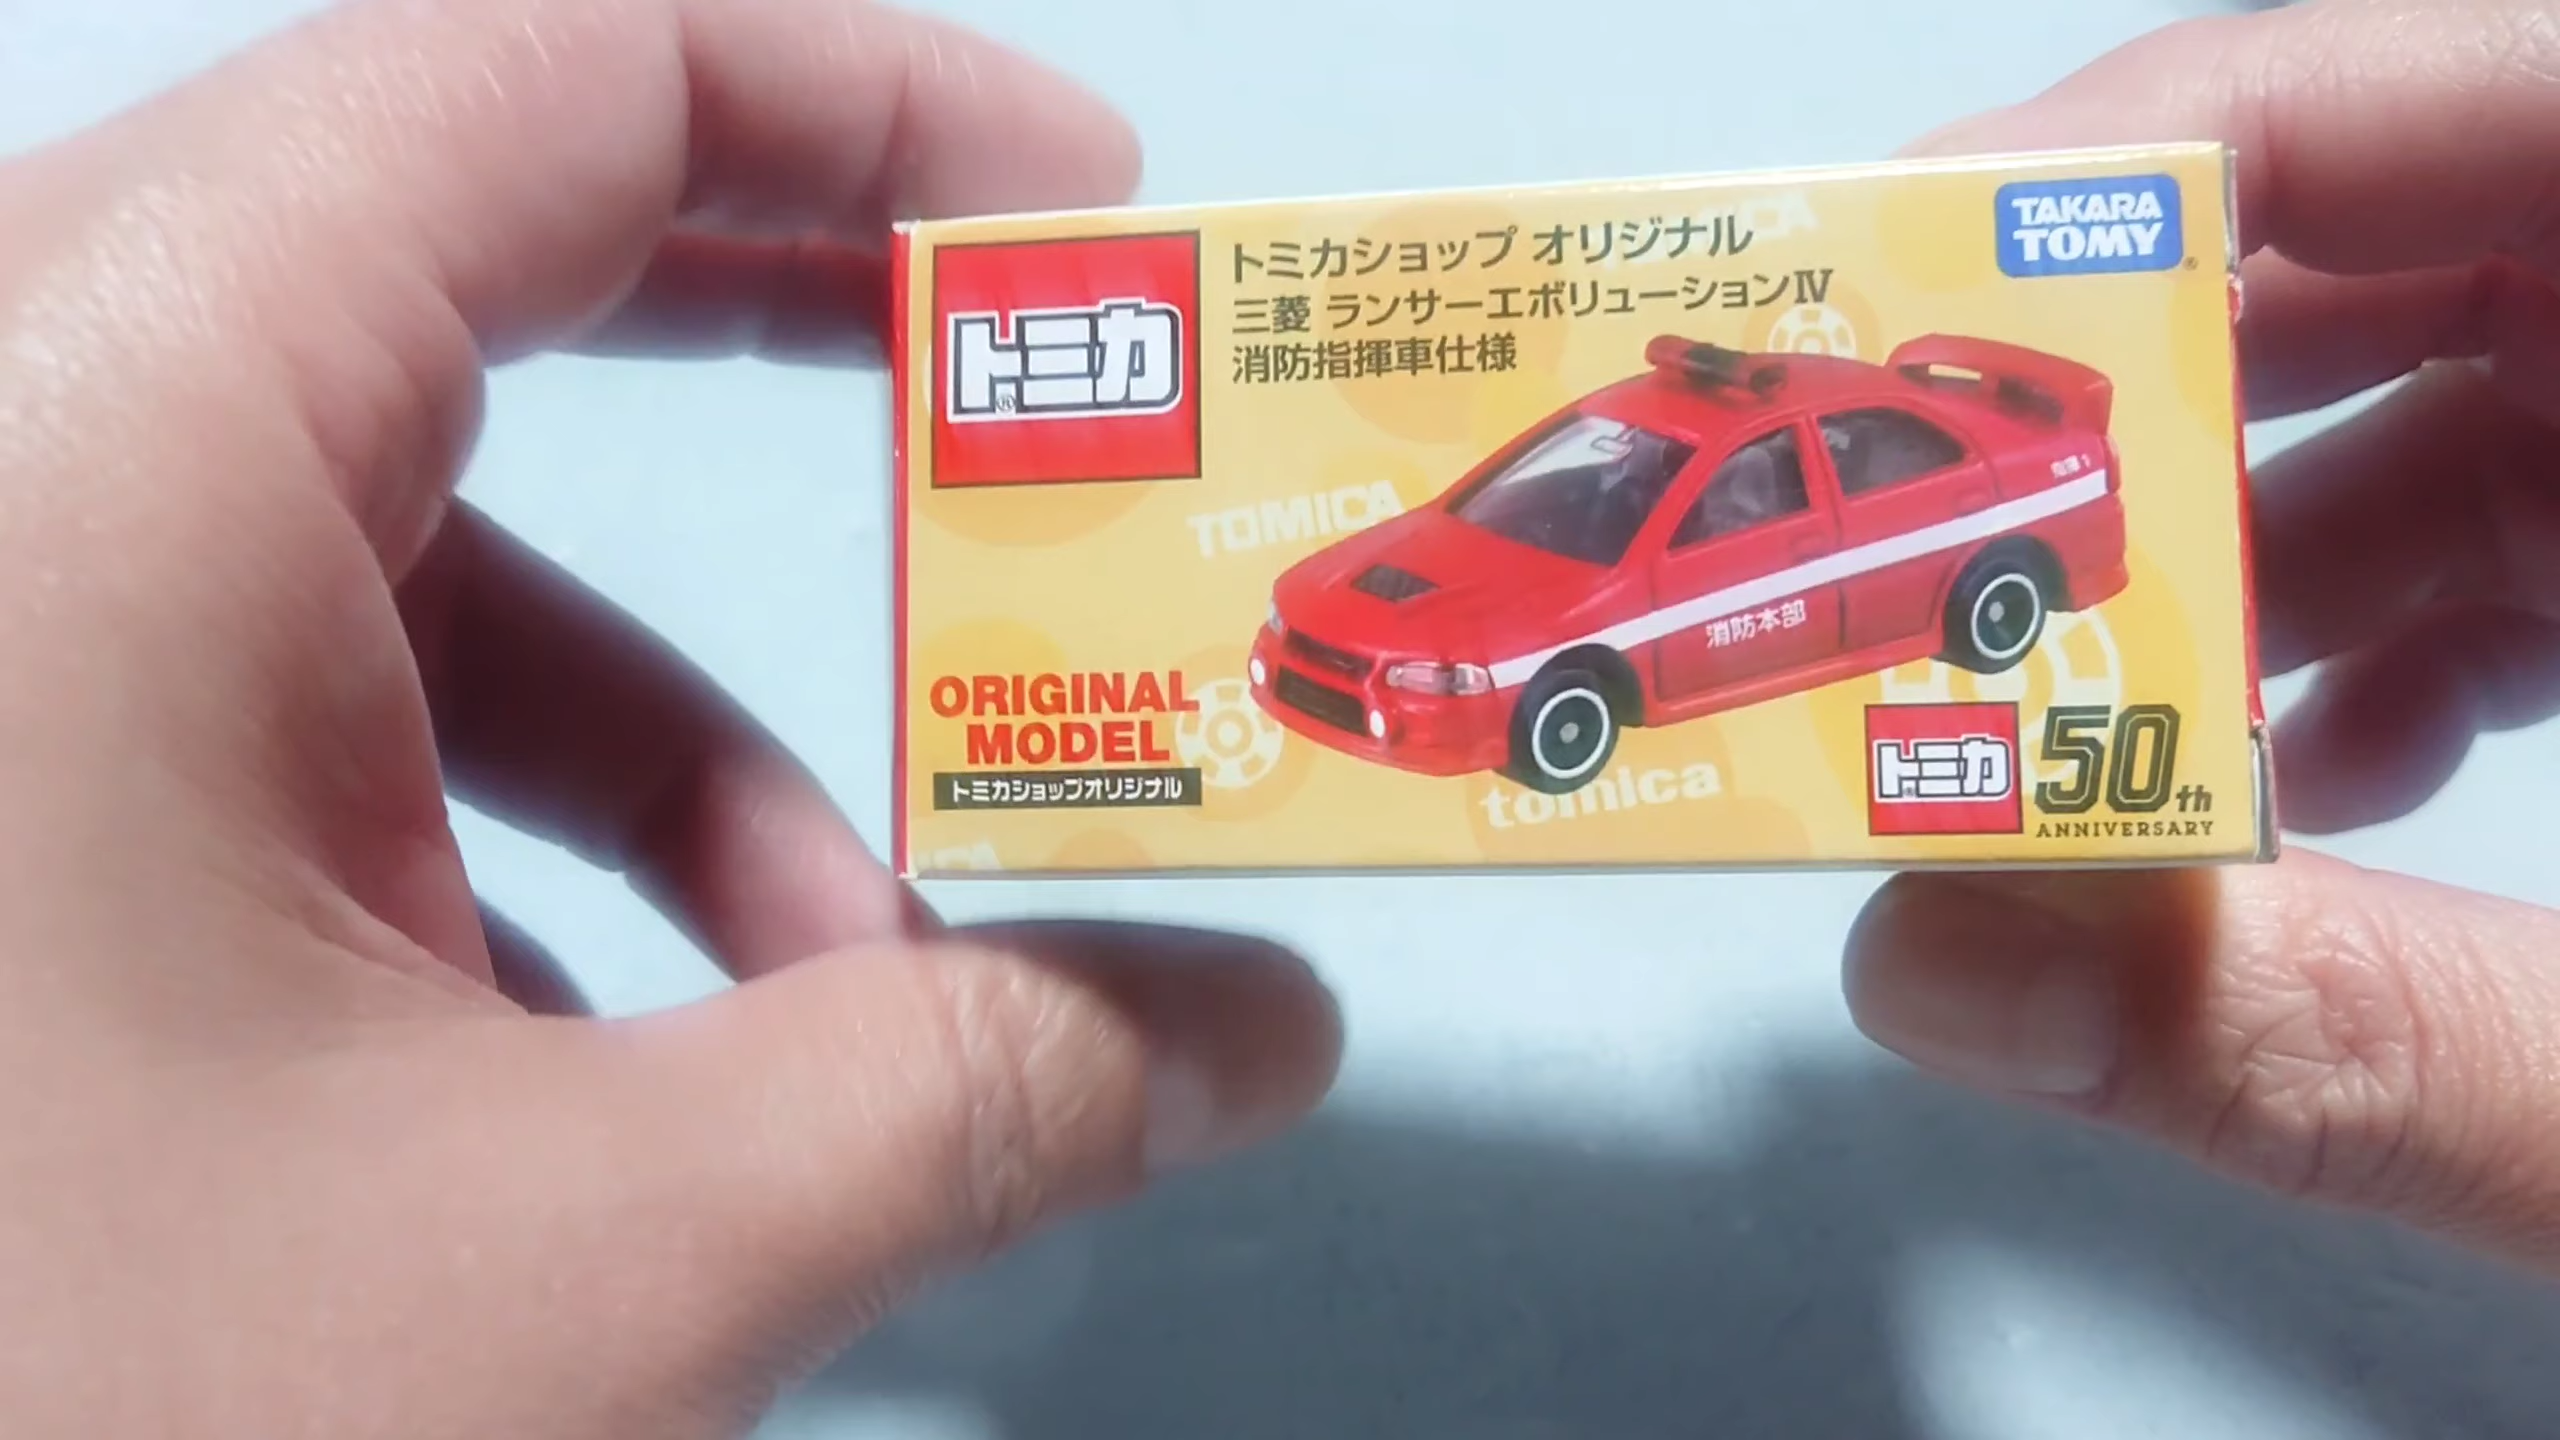 トミカ
トミカショップ オリジナル
三菱 ランサーエボリューションⅣ
消防指揮車仕様
TAKARA
TOMY
TOMICA
指揮 1
消防本部
ORIGINAL
MODEL
トミカショップオリジナル
tomica
トミカ
50th
ANNIVERSARY